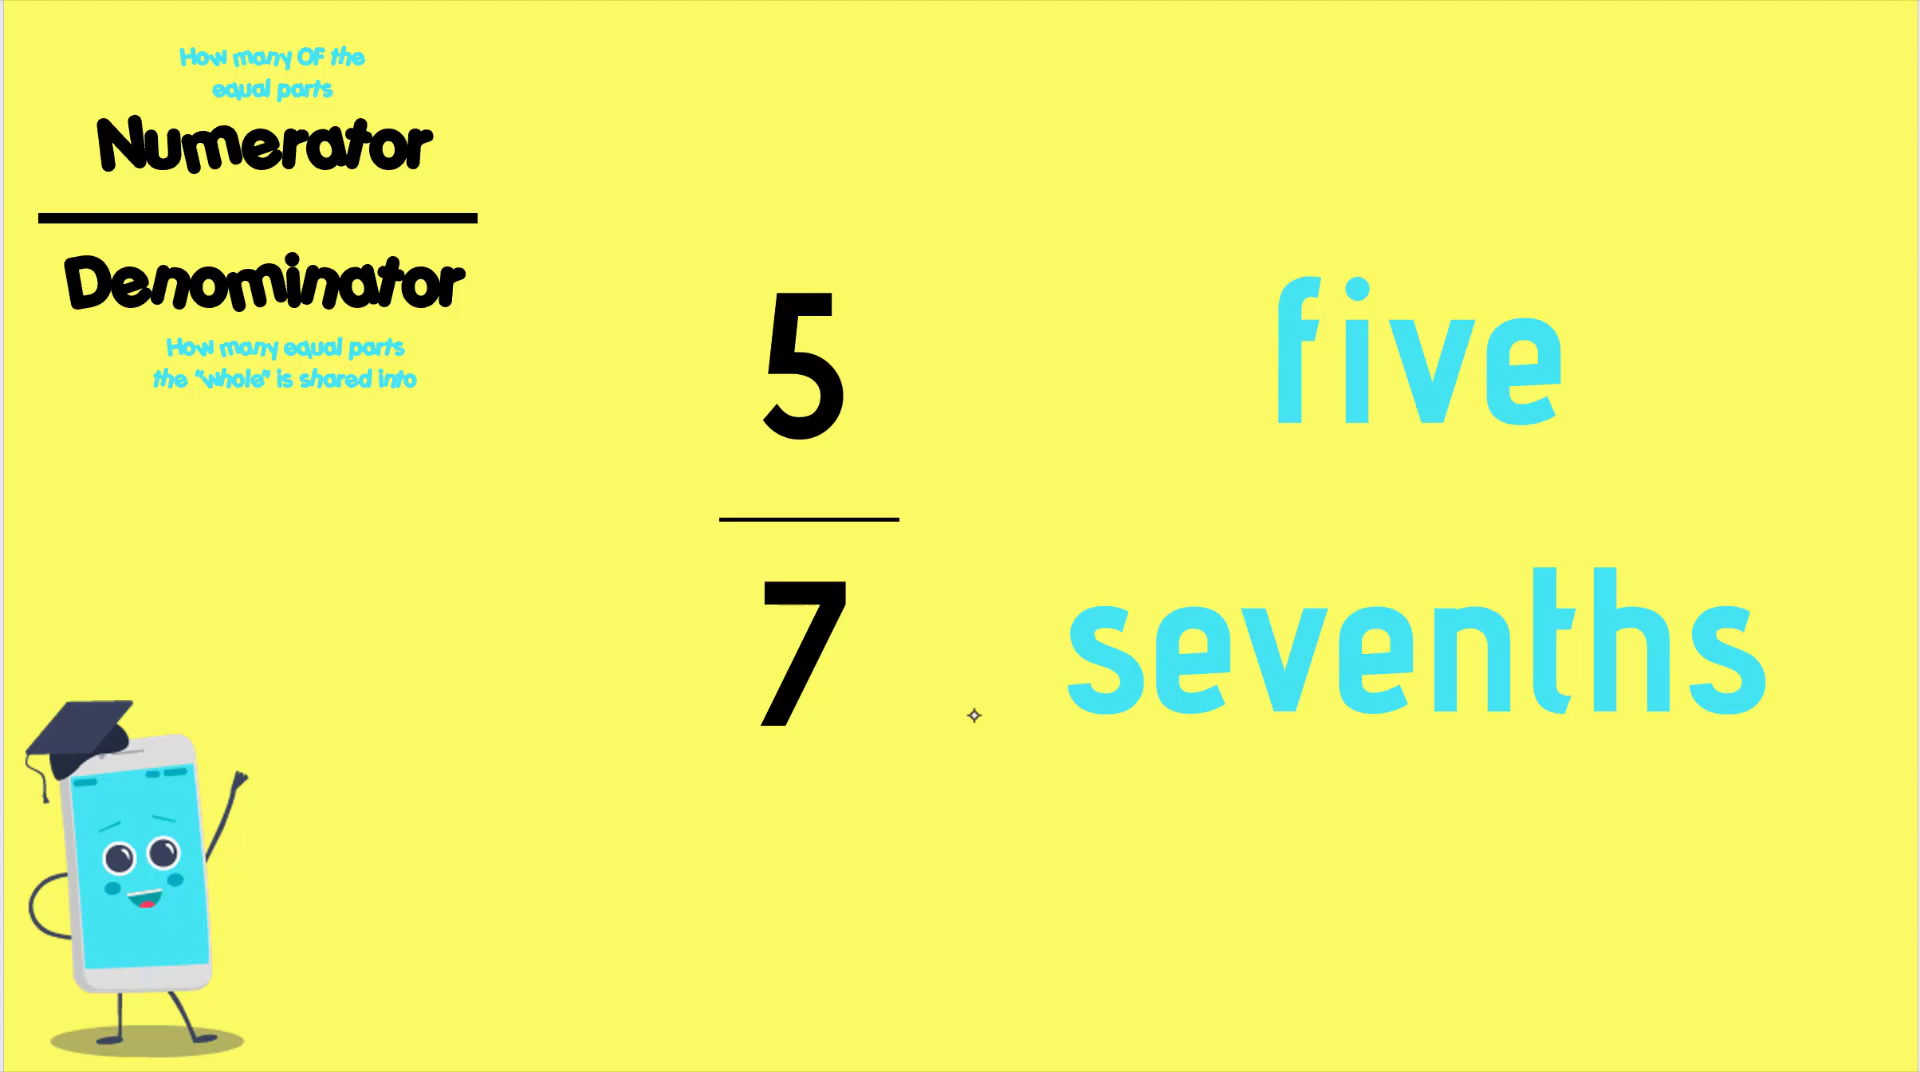 How many OF the
equal parts
Numerator
Denominator
How many equal parts
the "whole" is shared into
5
7
five
sevenths